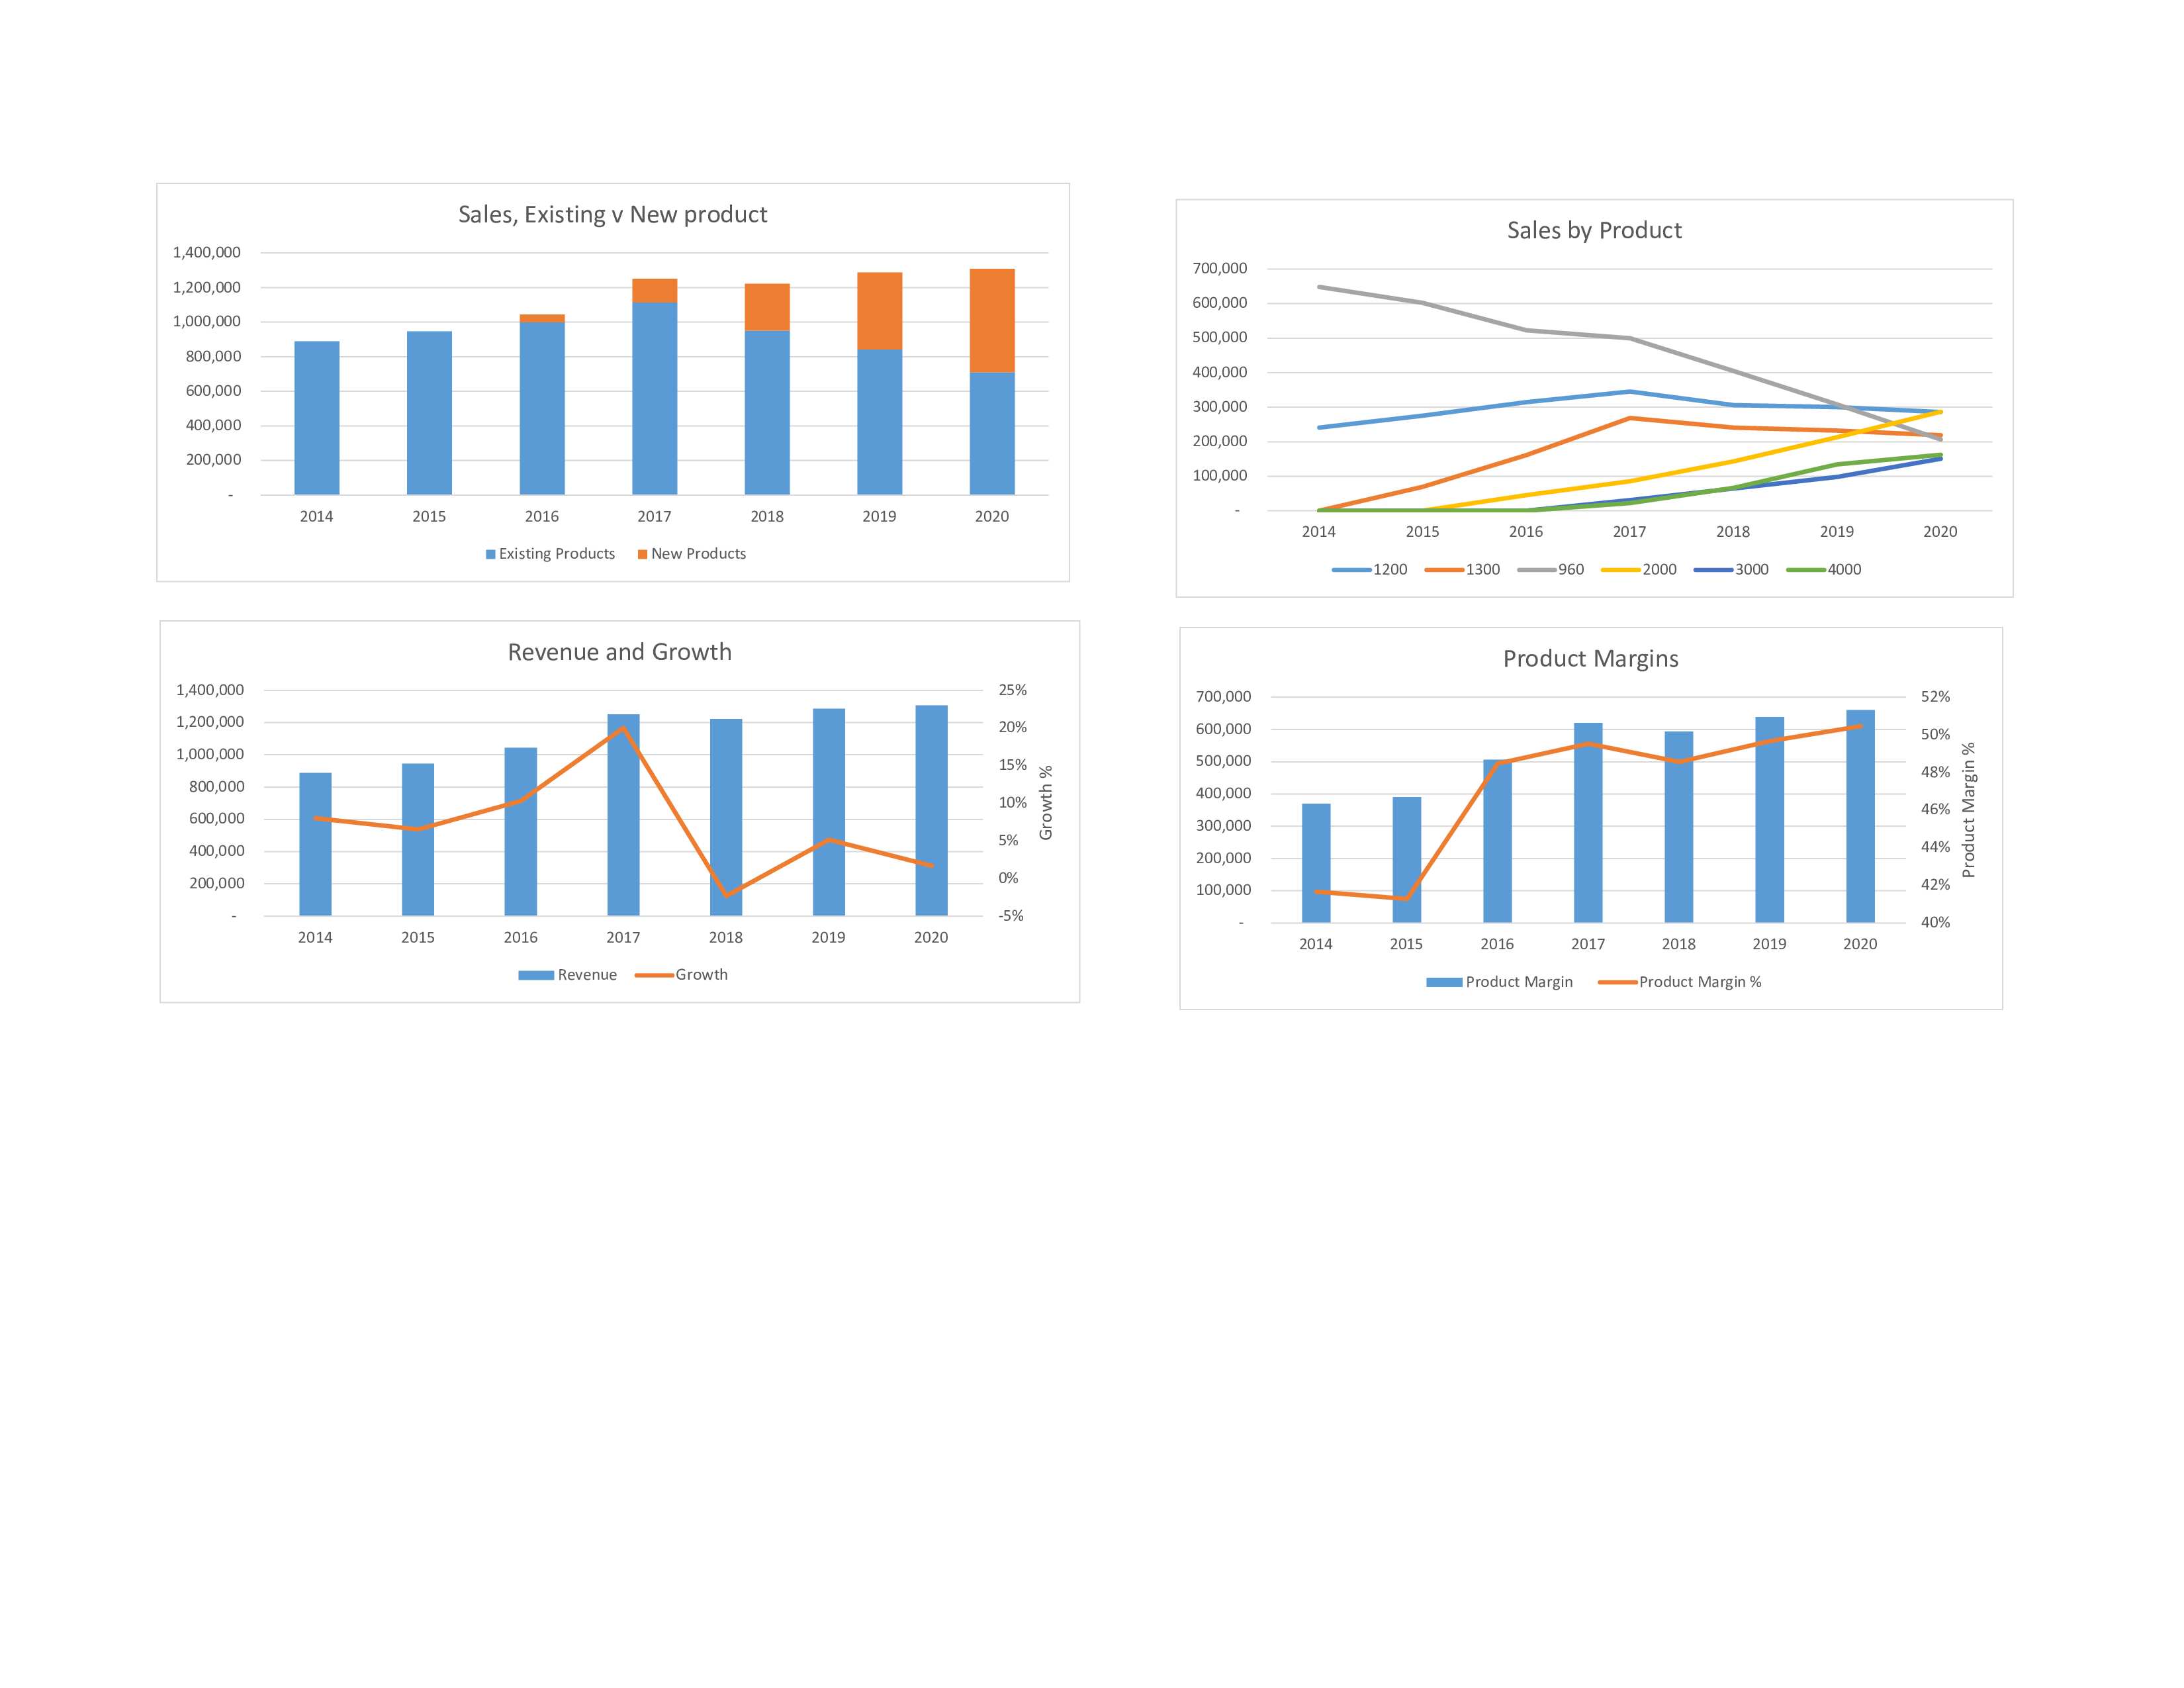 Sales, Existing v New product
1,400,000
1,200,000
1,000,000
800,000
600,000
400,000
200,000
-
2014 2015 2016 2017 2018 2019 2020
Existing Products New Products
Sales by Product
700,000
600,000
500,000
400,000
300,000
200,000
100,000
-
2014 2015 2016 2017 2018 2019 2020
1200 1300 960 2000 3000 4000
Revenue and Growth
1,400,000 25%
1,200,000 20%
1,000,000 15%
800,000 10%
600,000 5%
400,000 0%
200,000 -5%
-
Growth %
2014 2015 2016 2017 2018 2019 2020
Revenue Growth
Product Margins
700,000 52%
600,000 50%
500,000 48%
400,000 46%
300,000 44%
200,000 42%
100,000 40%
-
Product Margin %
2014 2015 2016 2017 2018 2019 2020
Product Margin Product Margin %